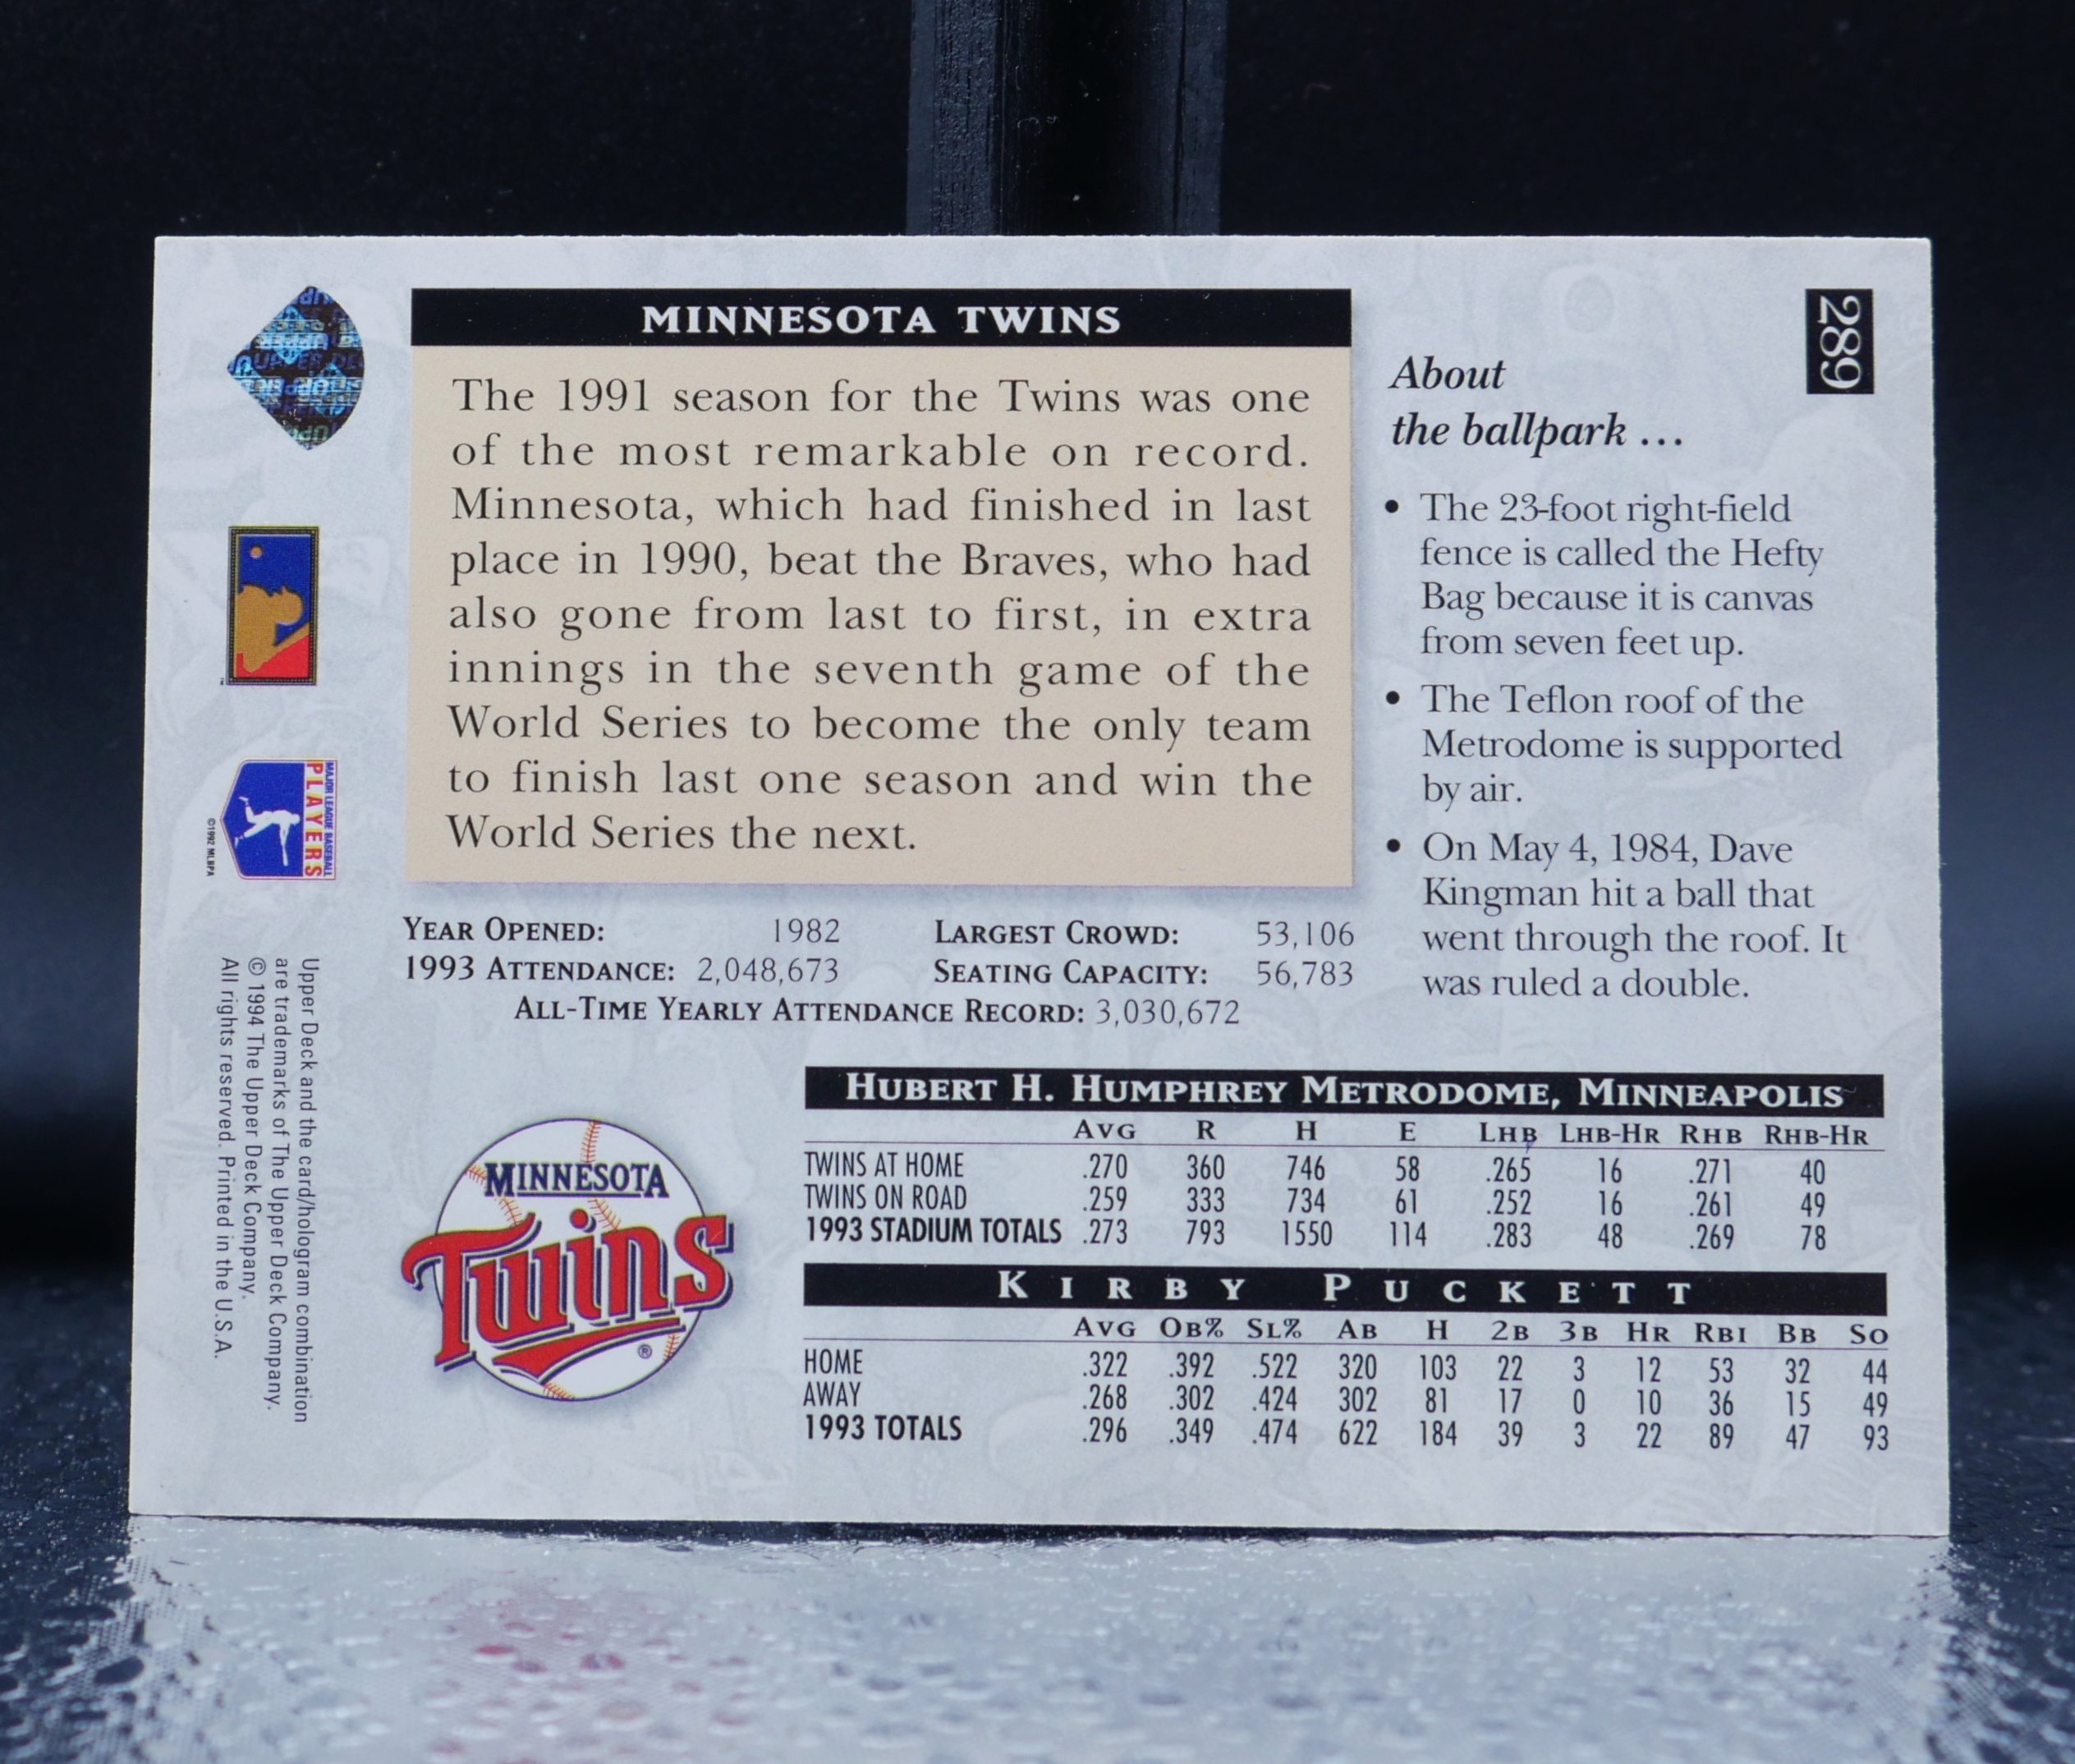 MINNESOTA TWINS
The 1991 season for the Twins was one
of the most remarkable on record.
Minnesota, which had finished in last
place in 1990, beat the Braves, who had
also gone from last to first, in extra
innings in the seventh game of the
World Series to become the only team
to finish last one season and win the
World Series the next.
289
About
the ballpark ...
• The 23-foot right-field
fence is called the Hefty
Bag because it is canvas
from seven feet up.
• The Teflon roof of the
Metrodome is supported
by air.
• On May 4, 1984, Dave
Kingman hit a ball that
went through the roof. It
was ruled a double.
YEAR OPENED: 1982 LARGEST CROWD: 53,106
1993 ATTENDANCE: 2,048,673 SEATING CAPACITY: 56,783
ALL-TIME YEARLY ATTENDANCE RECORD: 3,030,672
HUBERT H. HUMPHREY METRODOME, MINNEAPOLIS
AVG R H E LHB LHB-HR RHB RHB-HR
TWINS AT HOME .270 360 746 58 .265 16 .271 40
TWINS ON ROAD .259 333 734 61 .252 16 .261 49
1993 STADIUM TOTALS .273 793 1550 114 .283 48 .269 78
KIRBY PUCKETT
AVG OB% SL% AB H 2B 3B HR RBI BB SO
HOME .322 .392 .522 320 103 22 3 12 53 32 44
AWAY .268 .302 .424 302 81 17 0 10 36 15 49
1993 TOTALS .296 .349 .474 622 184 39 3 22 89 47 93
MINNESOTA
Twins
®
MAJOR LEAGUE BASEBALL
PLAYERS
©1992 MLBPA
Upper Deck and the card/hologram combination
are trademarks of The Upper Deck Company.
© 1994 The Upper Deck Company.
All rights reserved. Printed in the U.S.A.